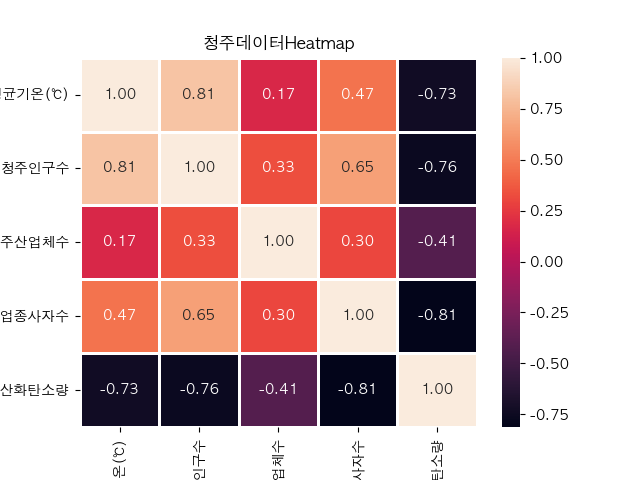 청주데이터Heatmap
균기온(℃)
1.00 0.81 0.17 0.47 -0.73
청주인구수
0.81 1.00 0.33 0.65 -0.76
주산업체수
0.17 0.33 1.00 0.30 -0.41
업종사자수
0.47 0.65 0.30 1.00 -0.81
산화탄소량
-0.73 -0.76 -0.41 -0.81 1.00
온(℃)
인구수
업체수
사자수
탄소량
1.00
0.75
0.50
0.25
0.00
-0.25
-0.50
-0.75